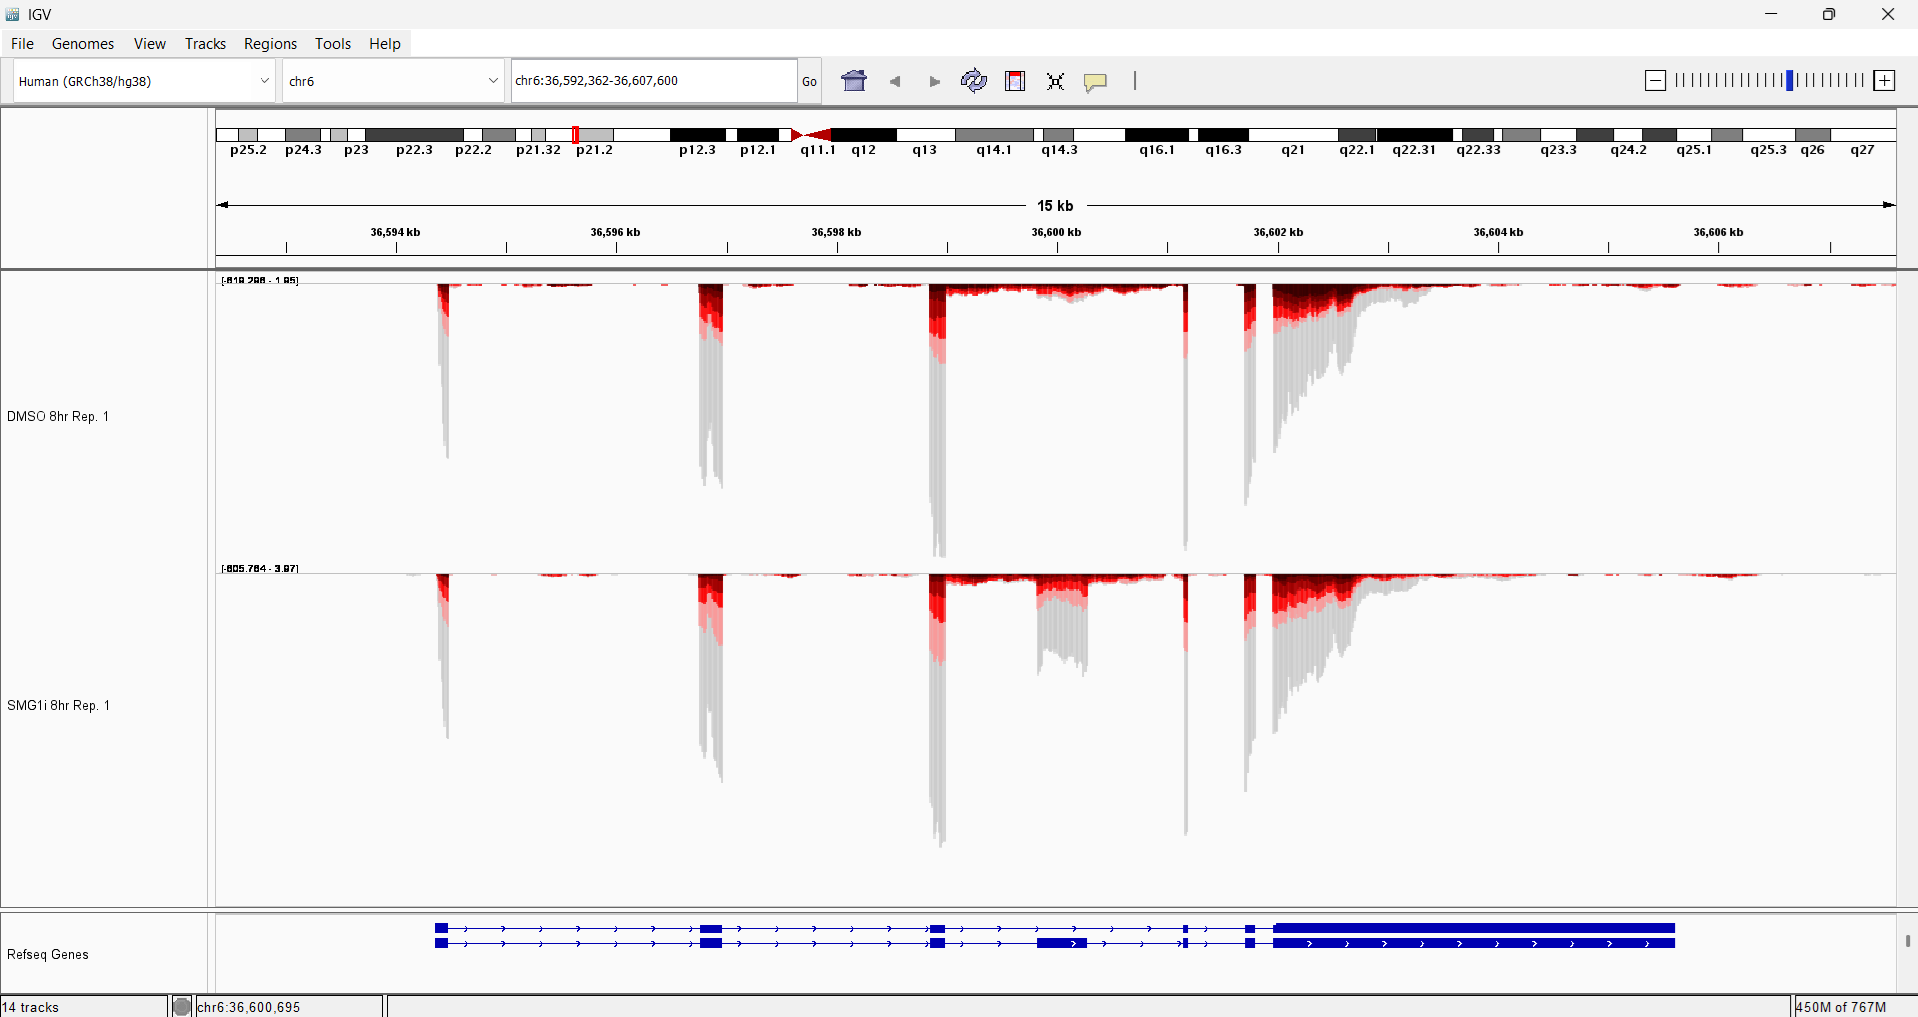 IGV
File Genomes View Tracks Regions Tools Help
Human (GRCh38/hg38) chr6 chr6:36,592,362-36,607,600 Go
p25.2 p24.3 p23 p22.3 p22.2 p21.32 p21.2 p12.3 p12.1 q11.1 q12 q13 q14.1 q14.3 q16.1 q16.3 q21 q22.1 q22.31 q22.33 q23.3 q24.2 q25.1 q25.3 q26 q27
15 kb
36,594 kb 36,596 kb 36,598 kb 36,600 kb 36,602 kb 36,604 kb 36,606 kb
DMSO 8hr Rep. 1
SMG1i 8hr Rep. 1
Refseq Genes
14 tracks chr6:36,600,695 450M of 767M